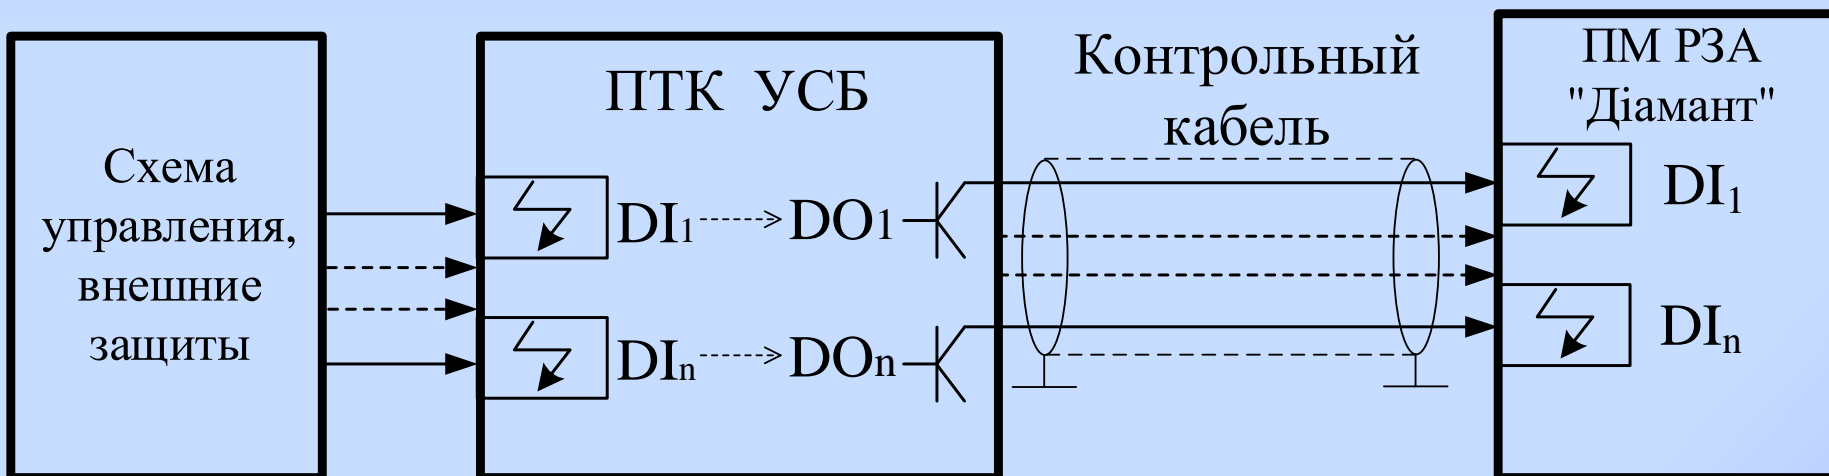 Схема
управления,
внешние
защиты
ПТК УСБ
DI1
DO1
DIn
DOn
Контрольный
кабель
ПМ РЗА
"Діамант"
DI1
DIn